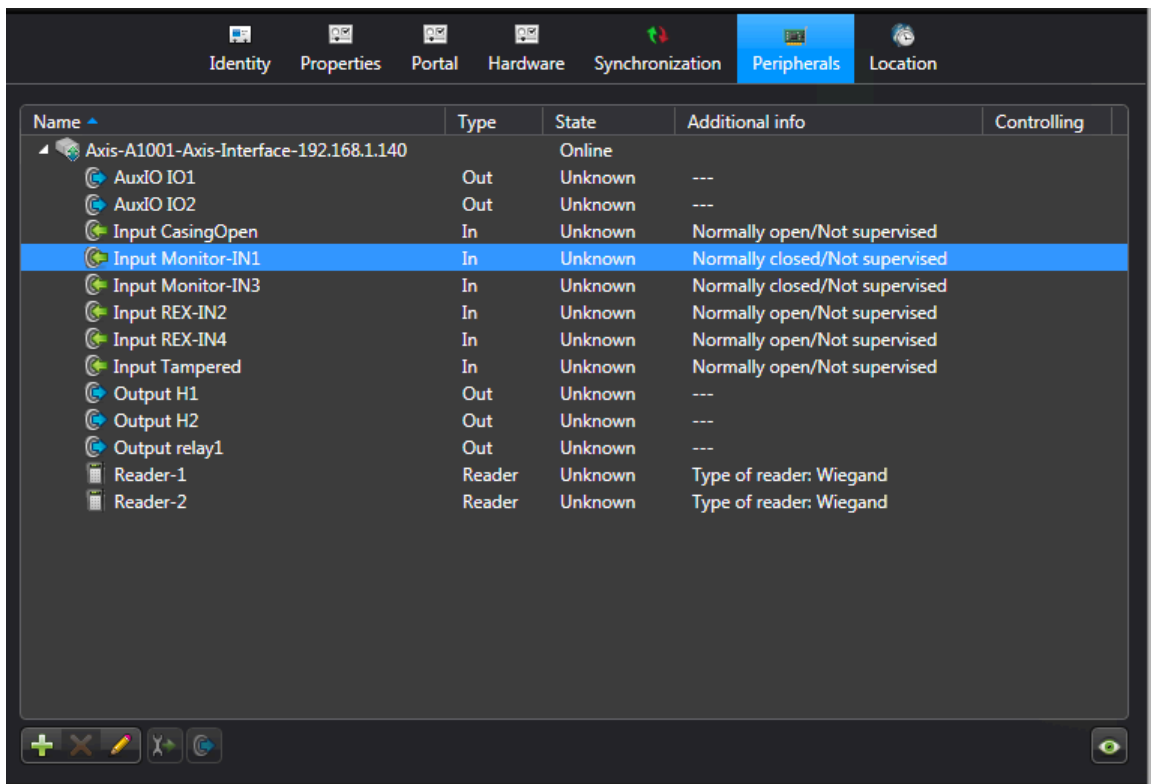 Identity Properties Portal Hardware Synchronization Peripherals Location
Name Type State Additional info Controlling
Axis-A1001-Axis-Interface-192.168.1.140 Online
AuxIO IO1 Out Unknown ---
AuxIO IO2 Out Unknown ---
Input CasingOpen In Unknown Normally open/Not supervised
Input Monitor-IN1 In Unknown Normally closed/Not supervised
Input Monitor-IN3 In Unknown Normally closed/Not supervised
Input REX-IN2 In Unknown Normally open/Not supervised
Input REX-IN4 In Unknown Normally open/Not supervised
Input Tampered In Unknown Normally open/Not supervised
Output H1 Out Unknown ---
Output H2 Out Unknown ---
Output relay1 Out Unknown ---
Reader-1 Reader Unknown Type of reader: Wiegand
Reader-2 Reader Unknown Type of reader: Wiegand